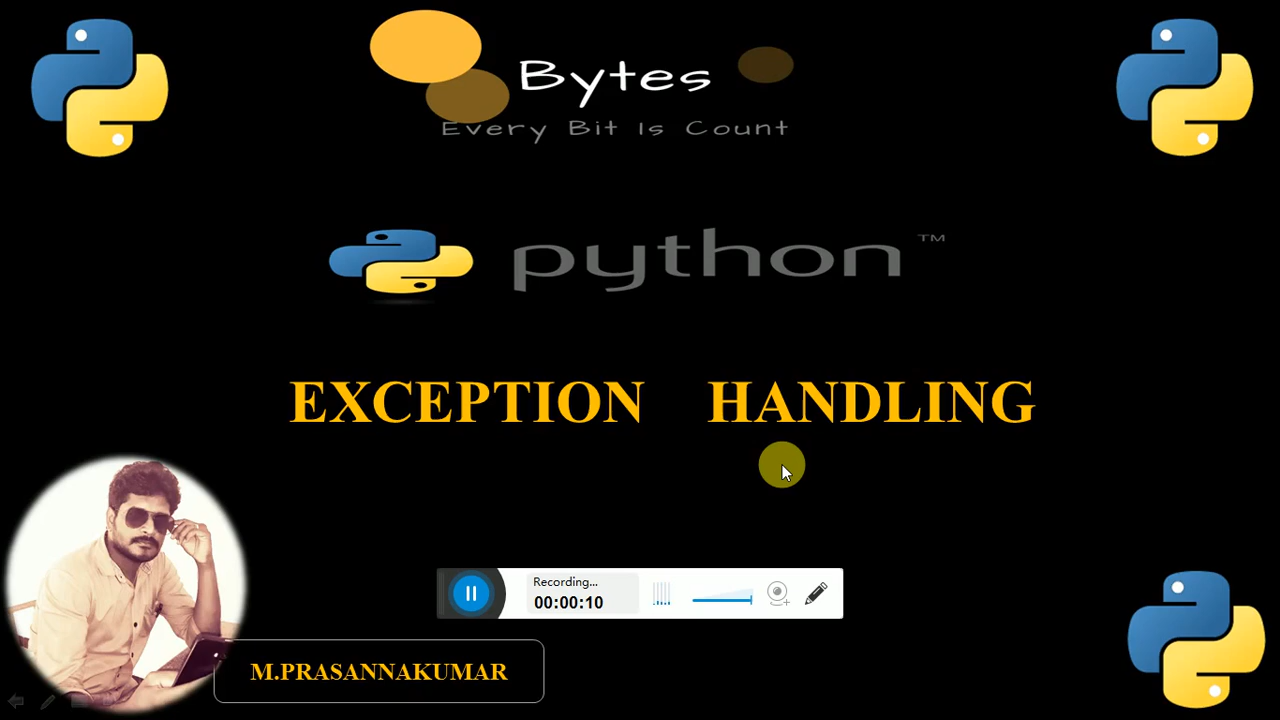 Bytes
Every Bit Is Count
python™
EXCEPTION HANDLING
Recording...
00:00:10
M.PRASANNAKUMAR